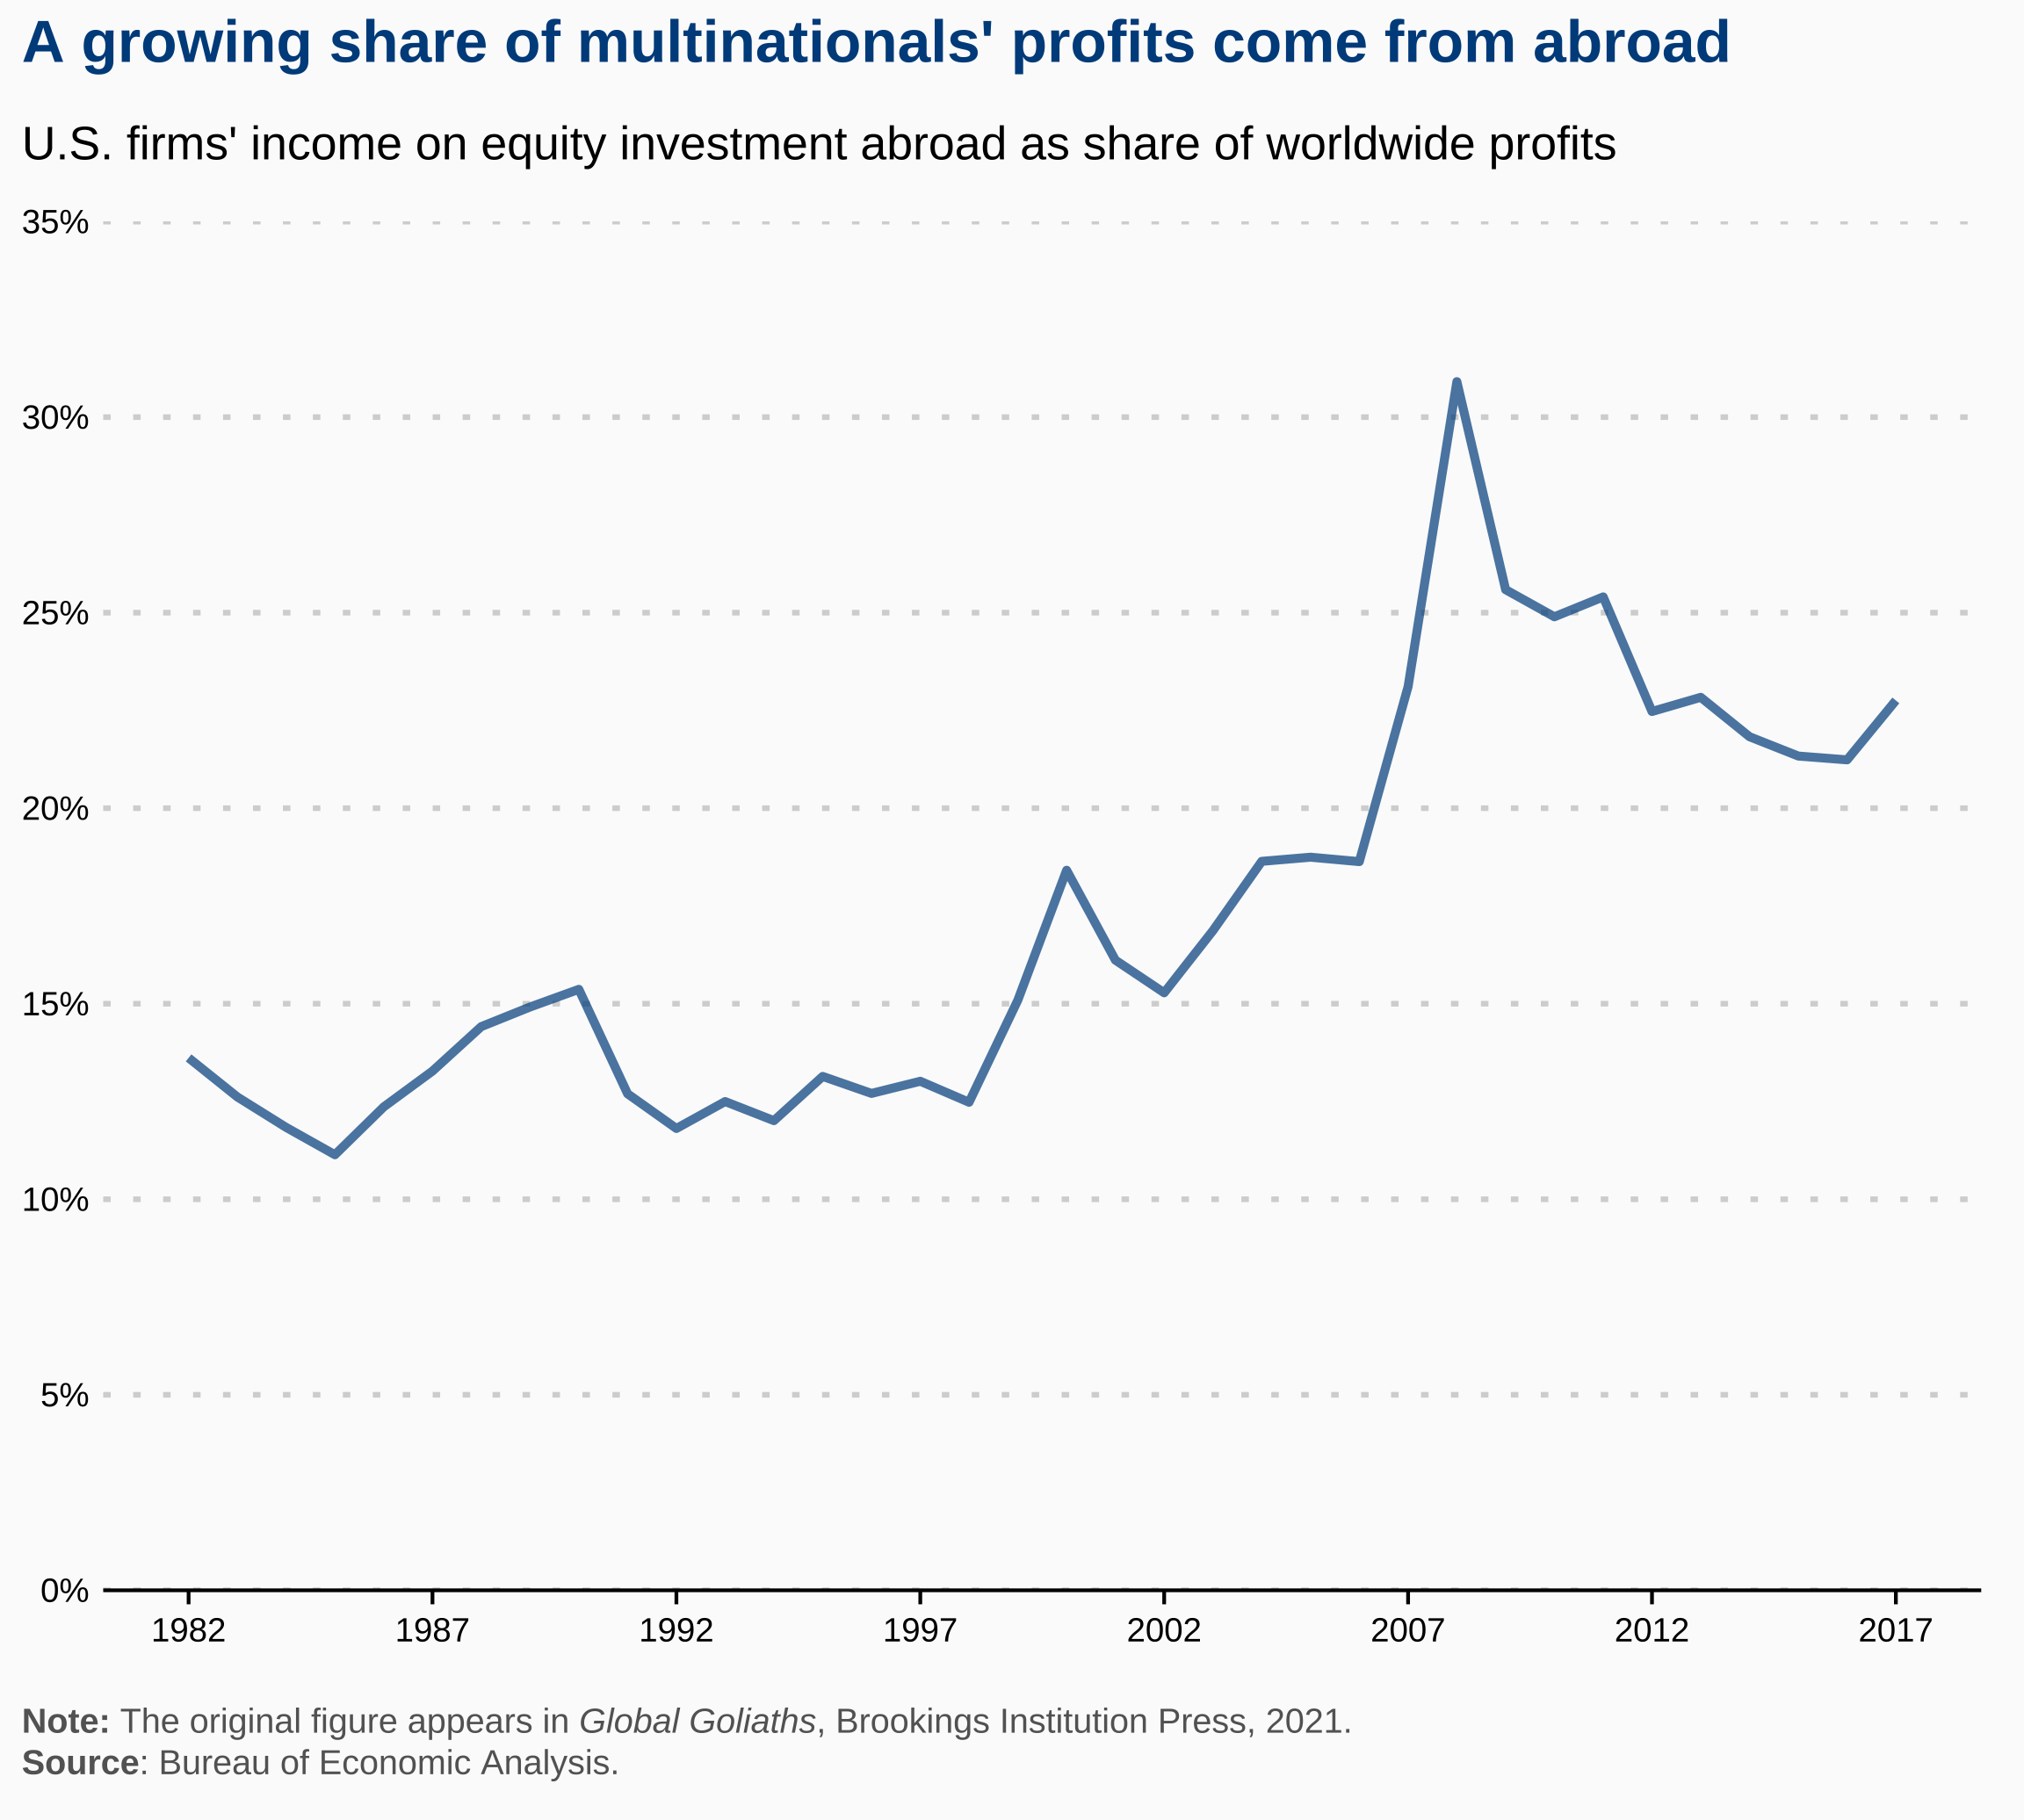 A growing share of multinationals' profits come from abroad
U.S. firms' income on equity investment abroad as share of worldwide profits
35%
30%
25%
20%
15%
10%
5%
0%
1982 1987 1992 1997 2002 2007 2012 2017
Note: The original figure appears in Global Goliaths, Brookings Institution Press, 2021.
Source: Bureau of Economic Analysis.